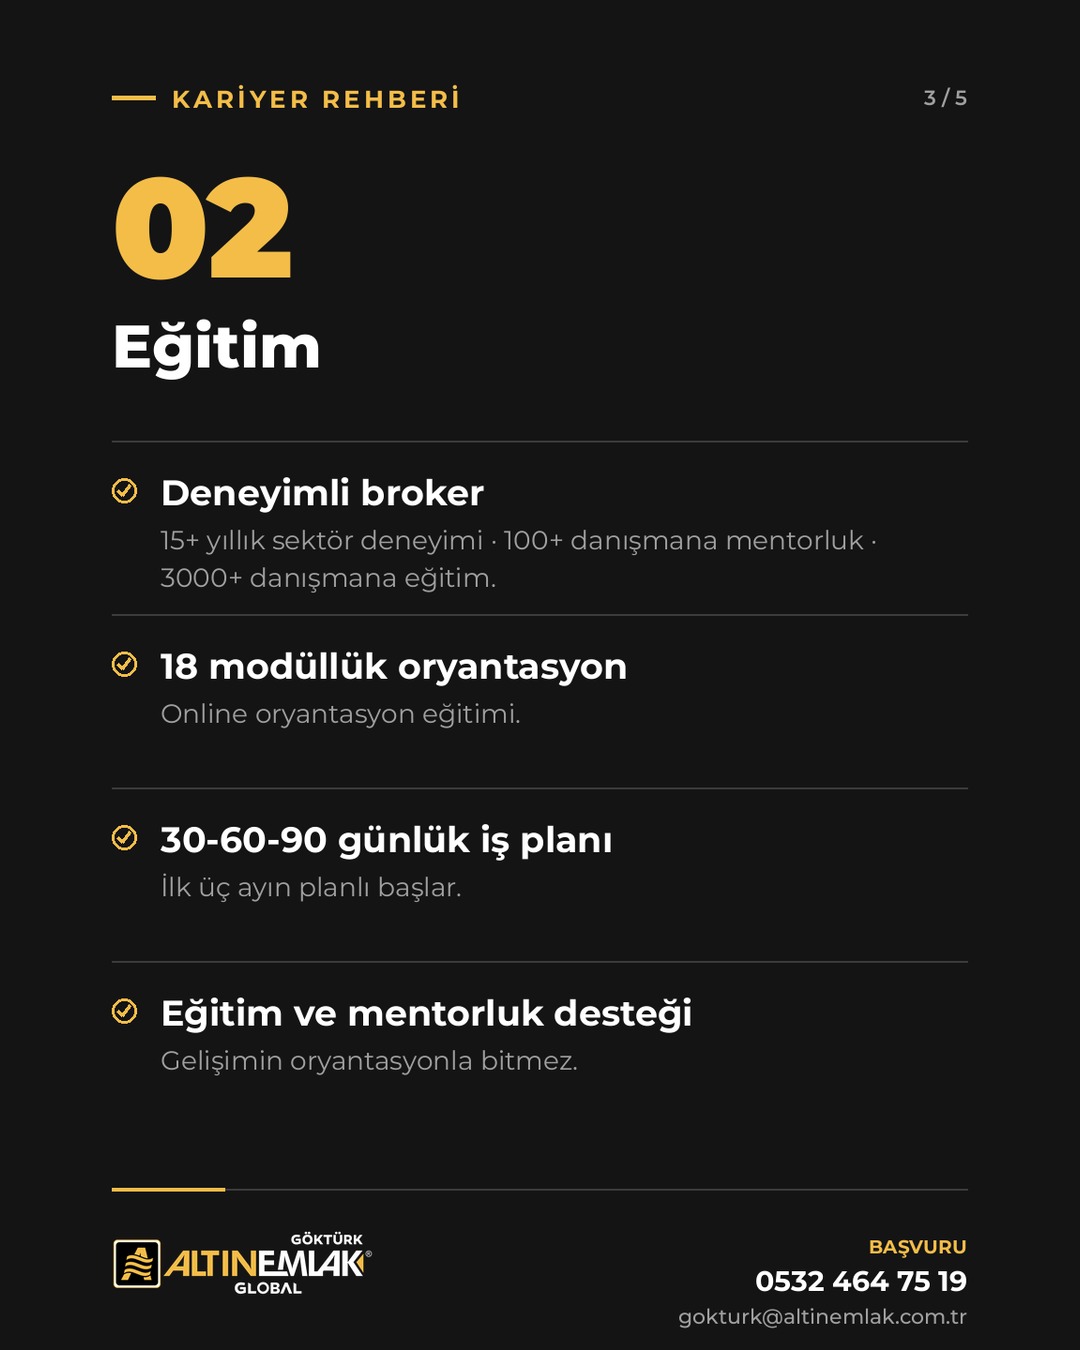 KARİYER REHBERİ
3 / 5
02
Eğitim
Deneyimli broker
15+ yıllık sektör deneyimi · 100+ danışmana mentorluk ·
3000+ danışmana eğitim.
18 modüllük oryantasyon
Online oryantasyon eğitimi.
30-60-90 günlük iş planı
İlk üç ayın planlı başlar.
Eğitim ve mentorluk desteği
Gelişimin oryantasyonla bitmez.
GÖKTÜRK
ALTINEMLAK®
GLOBAL
BAŞVURU
0532 464 75 19
gokturk@altinemlak.com.tr